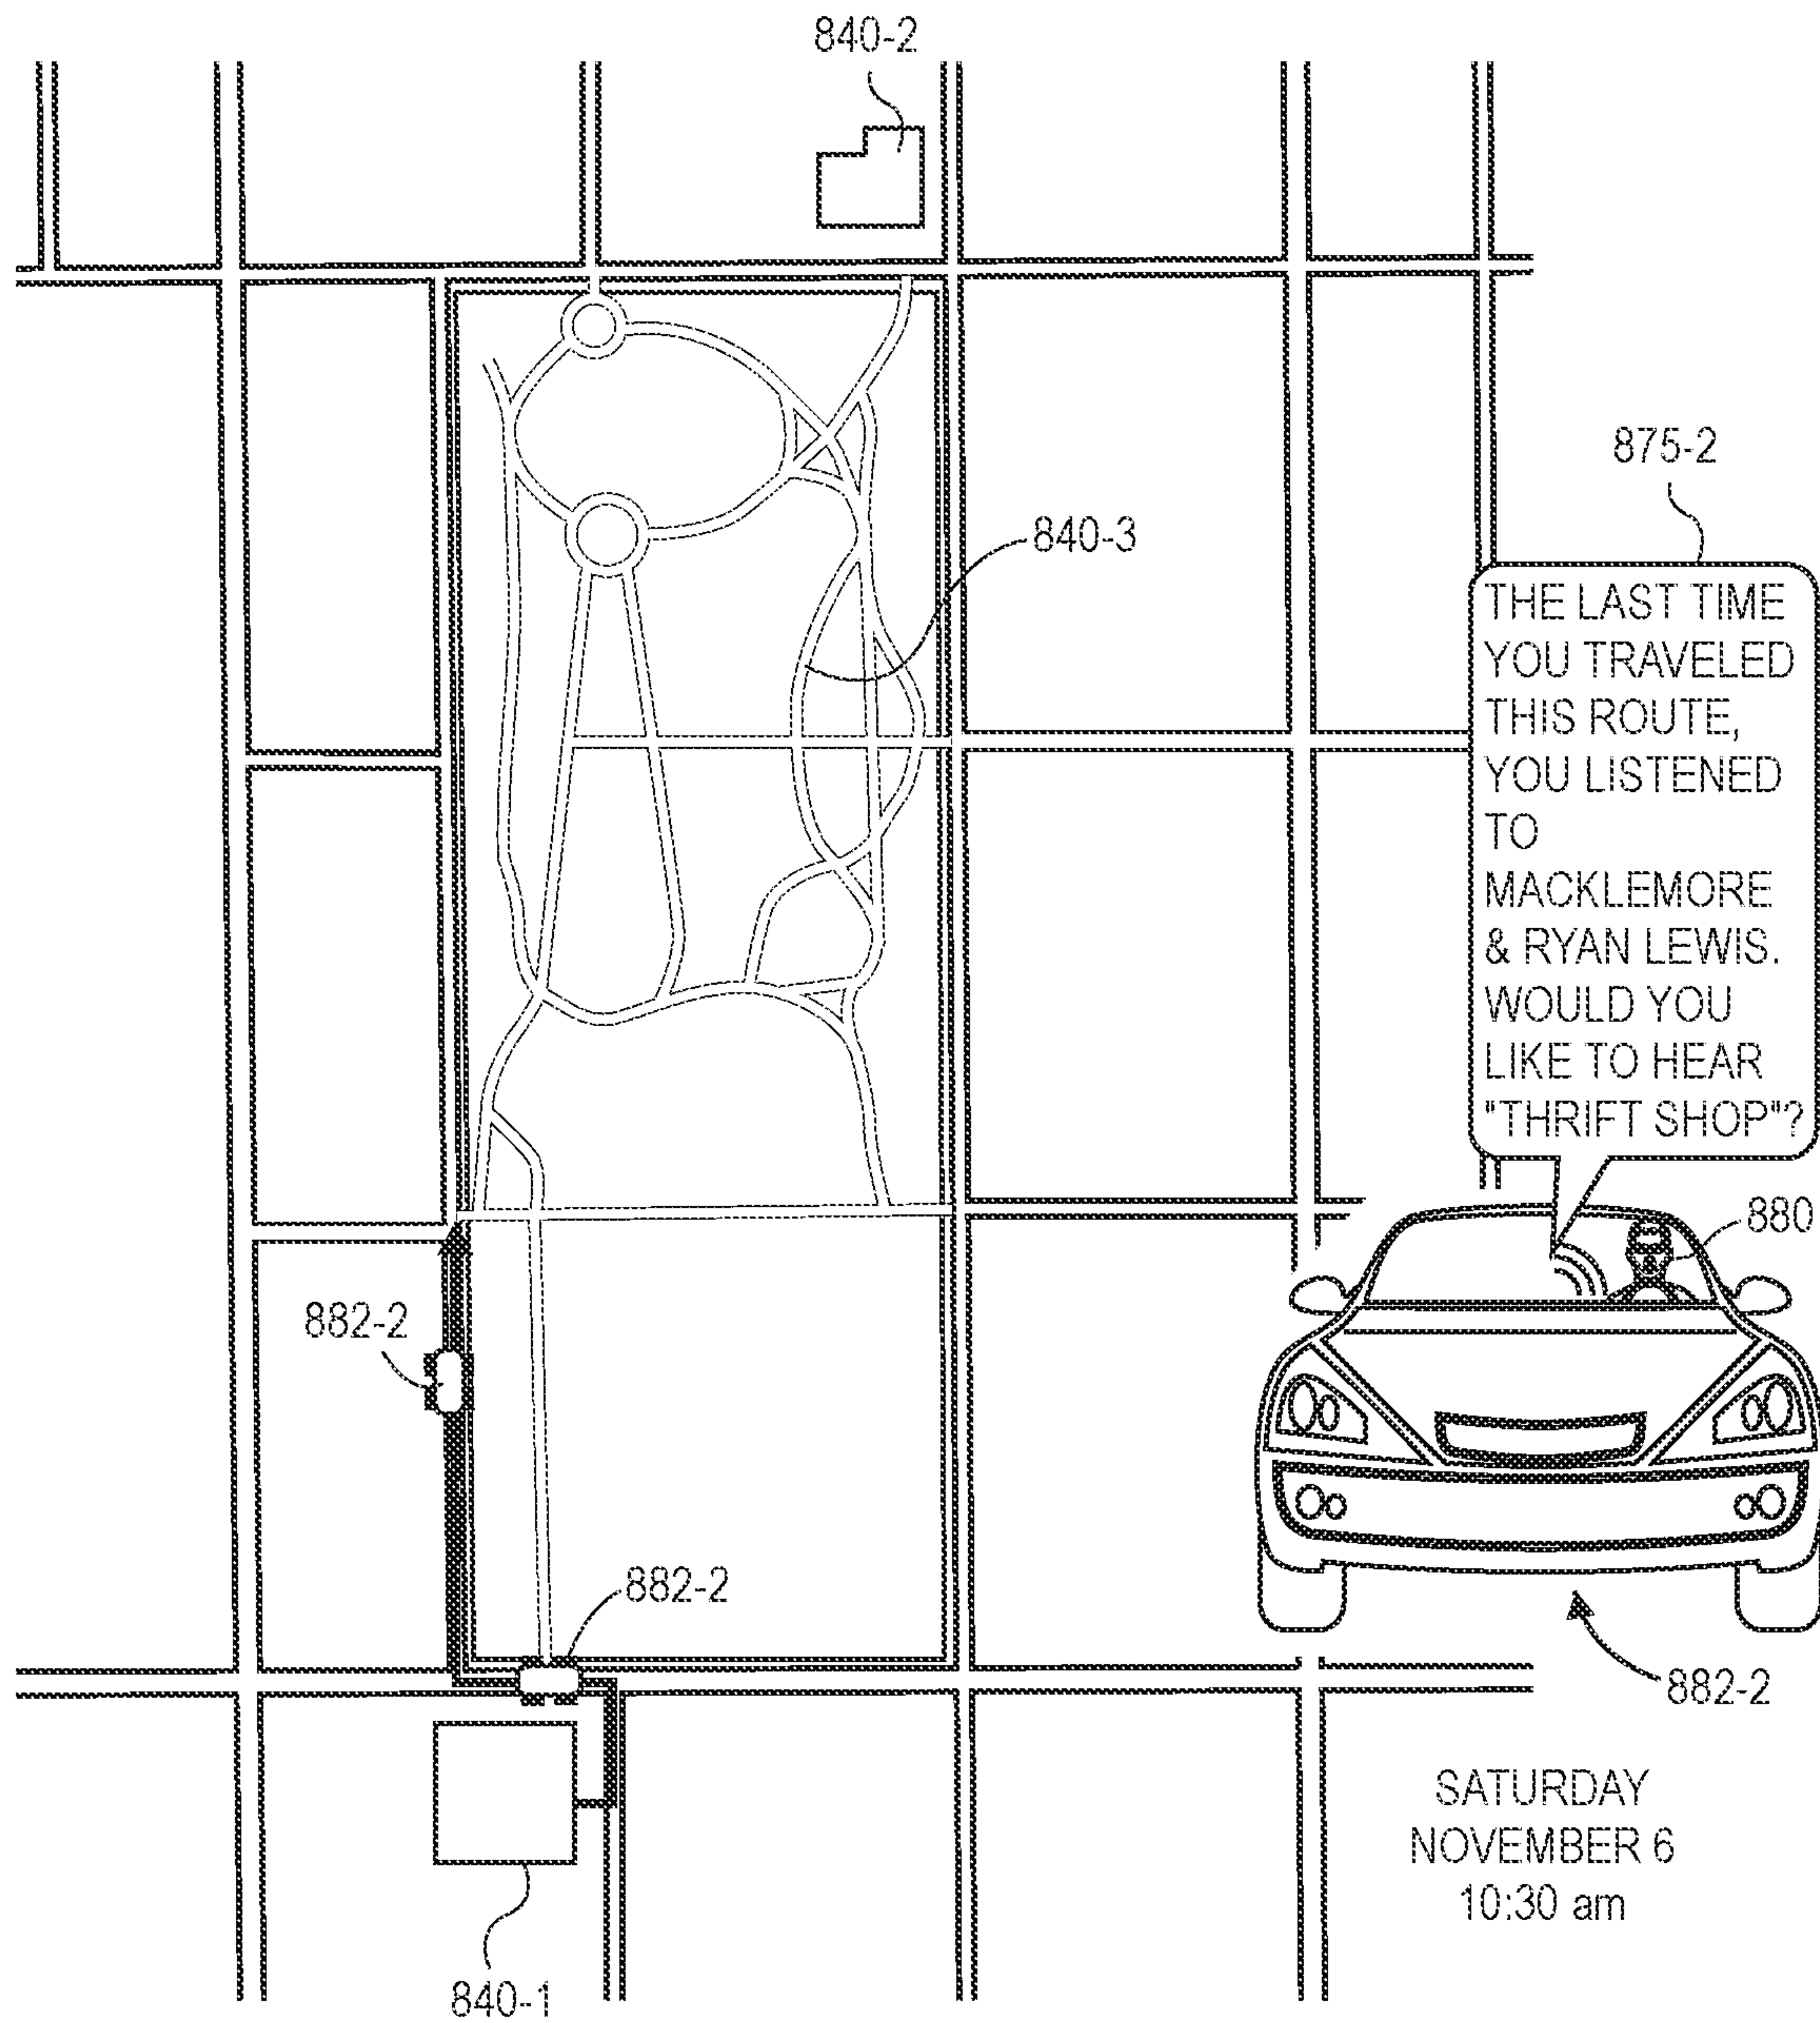 840-2
875-2
840-3
THE LAST TIME
YOU TRAVELED
THIS ROUTE,
YOU LISTENED
TO
MACKLEMORE
& RYAN LEWIS.
WOULD YOU
LIKE TO HEAR
"THRIFT SHOP"?
880
882-2
882-2
882-2
SATURDAY
NOVEMBER 6
10:30 am
840-1